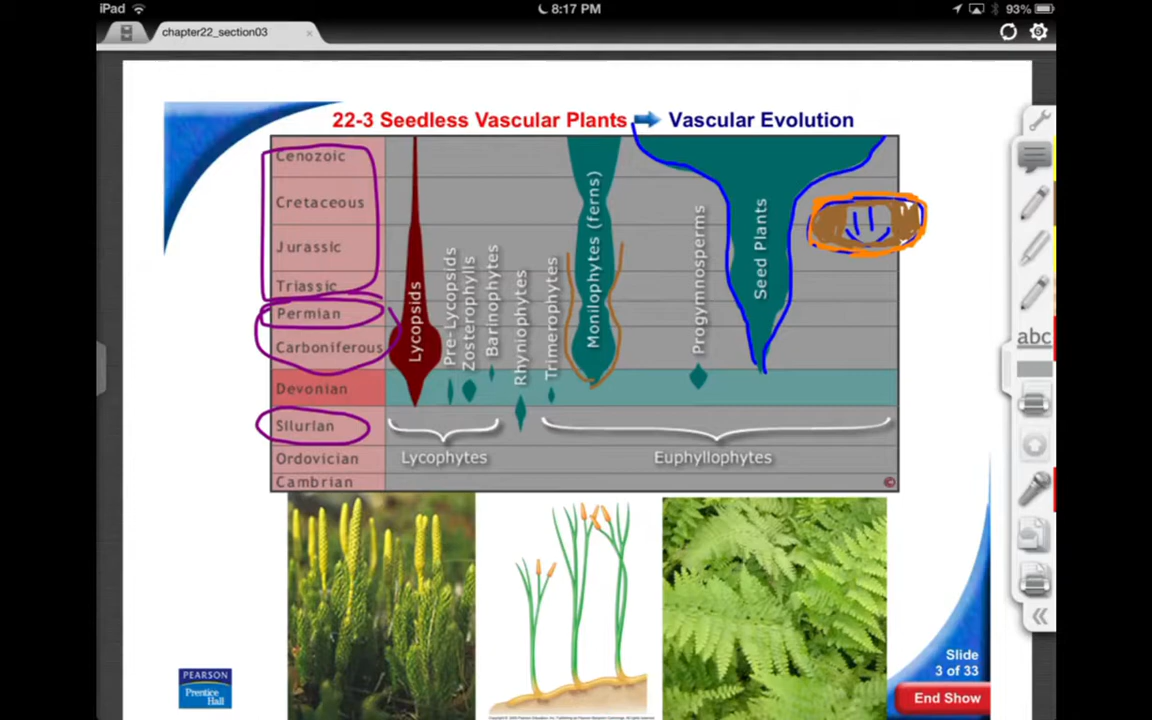 iPad
8:17 PM
93%
chapter22_section03
×
22-3 Seedless Vascular Plants Vascular Evolution
Cenozoic
Cretaceous
Jurassic
Triassic
Permian
Carboniferous
Devonian
Silurian
Ordovician
Cambrian
Lycopsids
Pre-Lycopsids
Zosterophylls
Barinophytes
Rhyniophytes
Trimerophytes
Monilophytes (ferns)
Progymnosperms
Seed Plants
Lycophytes
Euphyllophytes
©
abc
PEARSON
Prentice
Hall
Slide
3 of 33
End Show